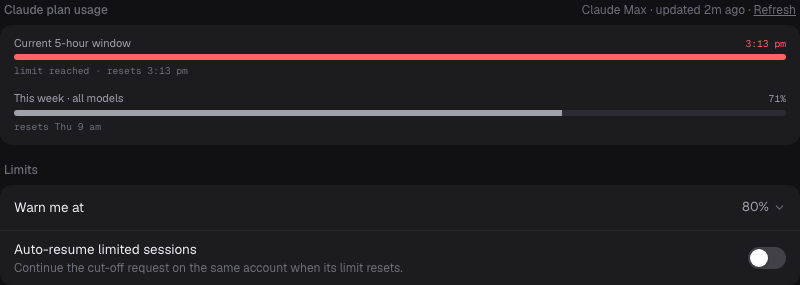 Claude plan usage
Claude Max · updated 2m ago · Refresh
Current 5-hour window
3:13 pm
limit reached · resets 3:13 pm
This week · all models
71%
resets Thu 9 am
Limits
Warn me at
80%
Auto-resume limited sessions
Continue the cut-off request on the same account when its limit resets.